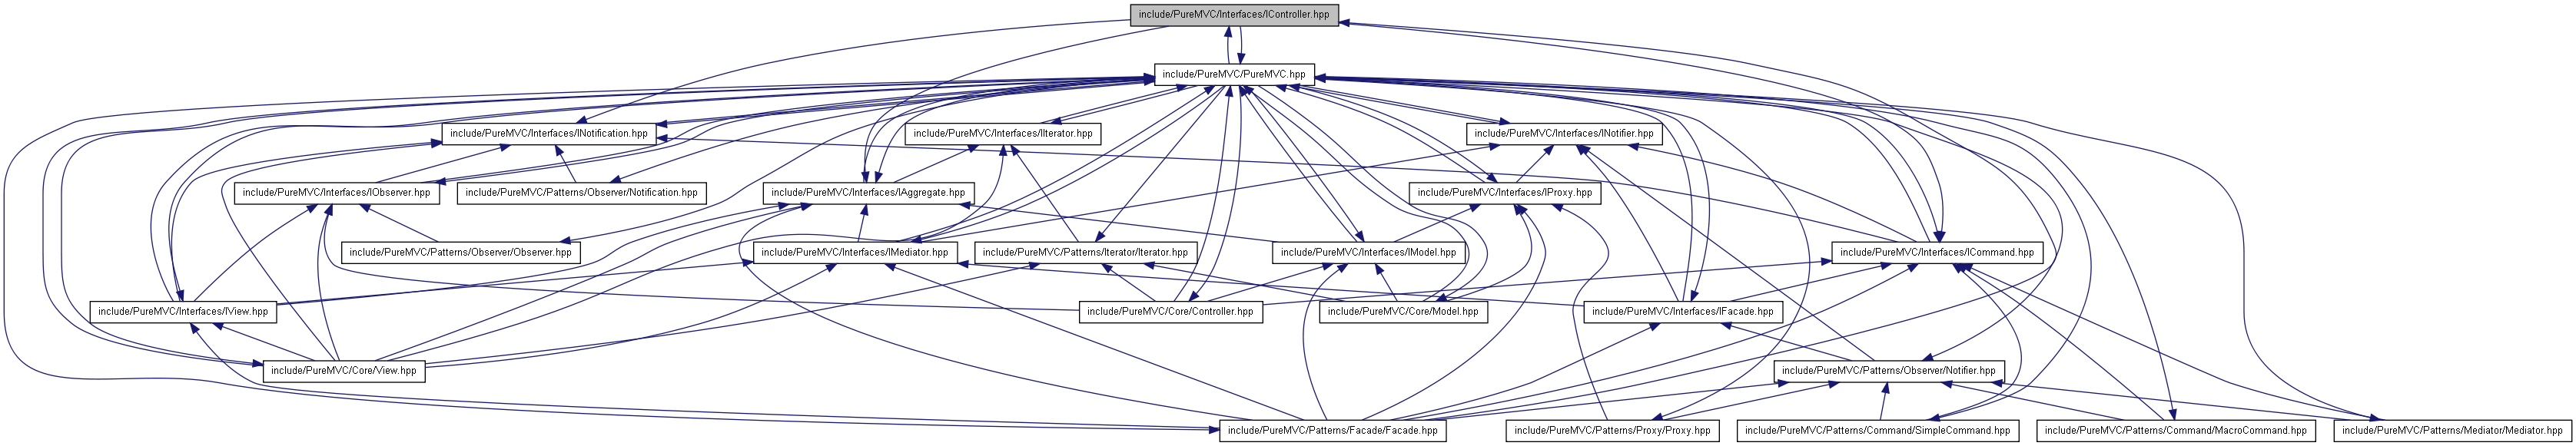 include/PureMVC/Interfaces/IController.hpp
include/PureMVC/PureMVC.hpp
include/PureMVC/Interfaces/INotification.hpp
include/PureMVC/Interfaces/IIterator.hpp
include/PureMVC/Interfaces/INotifier.hpp
include/PureMVC/Interfaces/IObserver.hpp
include/PureMVC/Patterns/Observer/Notification.hpp
include/PureMVC/Interfaces/IAggregate.hpp
include/PureMVC/Interfaces/IProxy.hpp
include/PureMVC/Patterns/Observer/Observer.hpp
include/PureMVC/Interfaces/IMediator.hpp
include/PureMVC/Patterns/Iterator/Iterator.hpp
include/PureMVC/Interfaces/IModel.hpp
include/PureMVC/Interfaces/ICommand.hpp
include/PureMVC/Interfaces/IView.hpp
include/PureMVC/Core/Controller.hpp
include/PureMVC/Core/Model.hpp
include/PureMVC/Interfaces/IFacade.hpp
include/PureMVC/Core/View.hpp
include/PureMVC/Patterns/Observer/Notifier.hpp
include/PureMVC/Patterns/Facade/Facade.hpp
include/PureMVC/Patterns/Proxy/Proxy.hpp
include/PureMVC/Patterns/Command/SimpleCommand.hpp
include/PureMVC/Patterns/Command/MacroCommand.hpp
include/PureMVC/Patterns/Mediator/Mediator.hpp